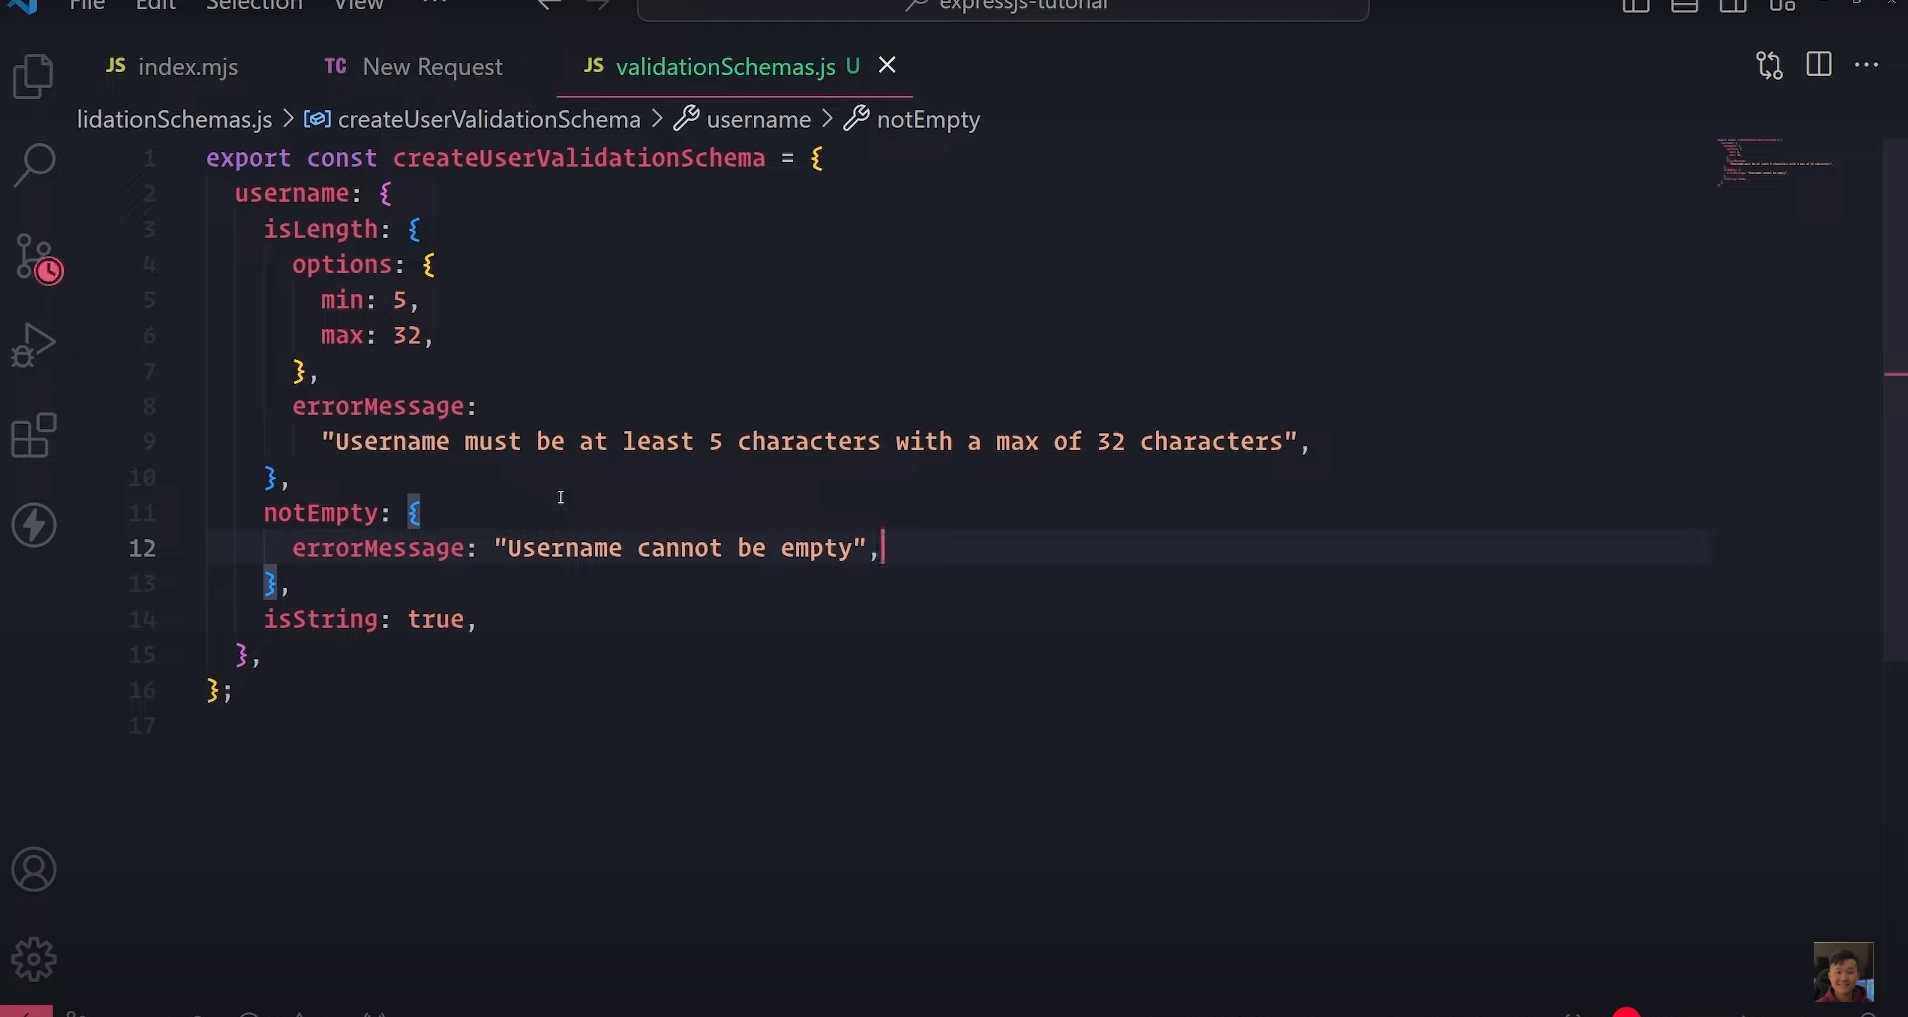 File Edit Selection View ...
expressjs-tutorial
JS index.mjs
TC New Request
JS validationSchemas.js U
lidationSchemas.js > createUserValidationSchema > username > notEmpty
1 export const createUserValidationSchema = {
2 username: {
3 isLength: {
4 options: {
5 min: 5,
6 max: 32,
7 },
8 errorMessage:
9 "Username must be at least 5 characters with a max of 32 characters",
10 },
11 notEmpty: {
12 errorMessage: "Username cannot be empty",
13 },
14 isString: true,
15 },
16 };
17